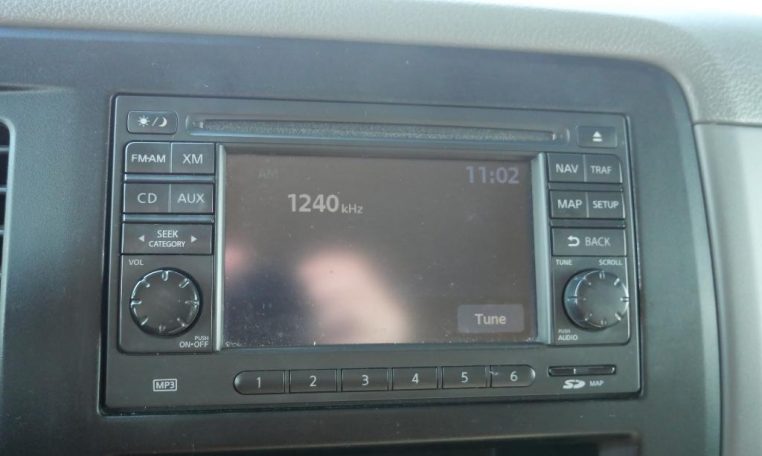 FM·AM XM
CD AUX
SEEK
CATEGORY
VOL
PUSH
ON·OFF
MP3
AM 11:02
1240 kHz
Tune
NAV TRAF
MAP SETUP
BACK
TUNE SCROLL
PUSH
AUDIO
1 2 3 4 5 6
SD MAP